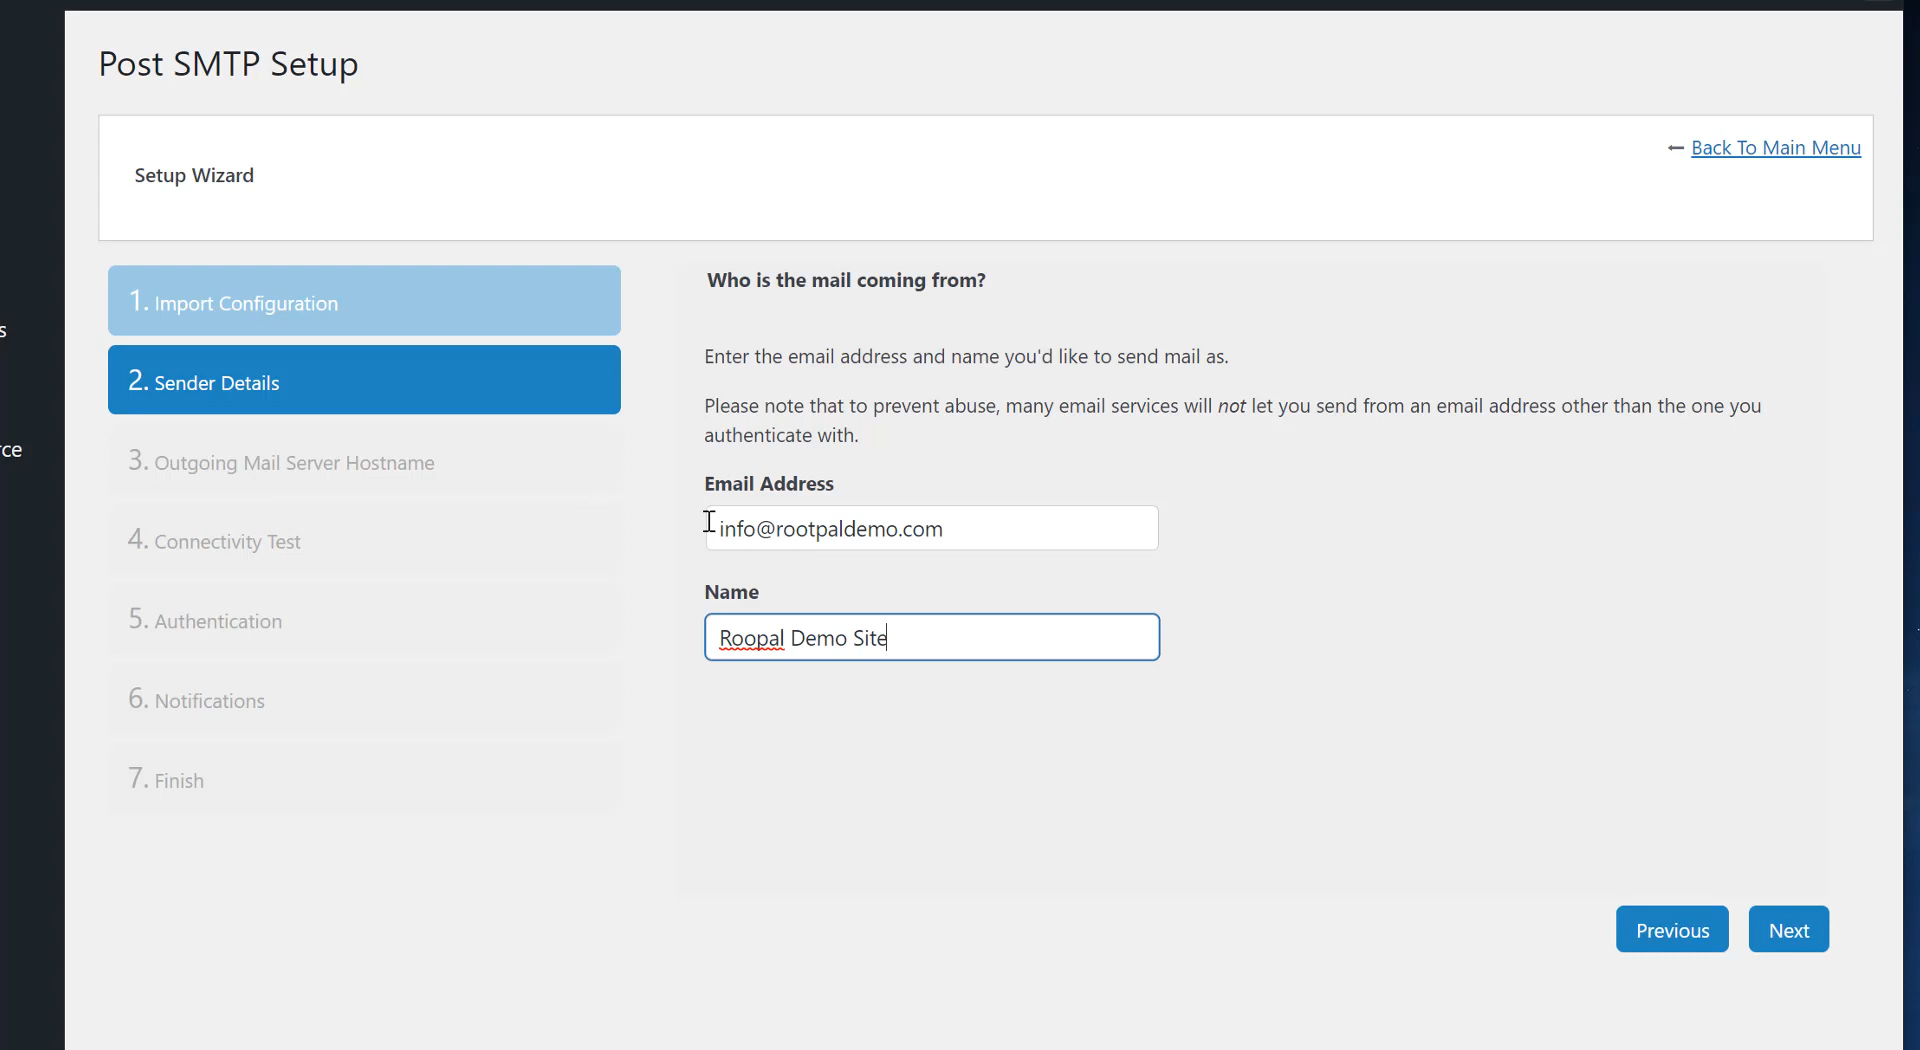 Post SMTP Setup
Back To Main Menu
Setup Wizard
1. Import Configuration
2. Sender Details
3. Outgoing Mail Server Hostname
4. Connectivity Test
5. Authentication
6. Notifications
7. Finish
Who is the mail coming from?
Enter the email address and name you'd like to send mail as.
Please note that to prevent abuse, many email services will not let you send from an email address other than the one you
authenticate with.
Email Address
info@rootpaldemo.com
Name
Roopal Demo Site
Previous
Next
s
rce